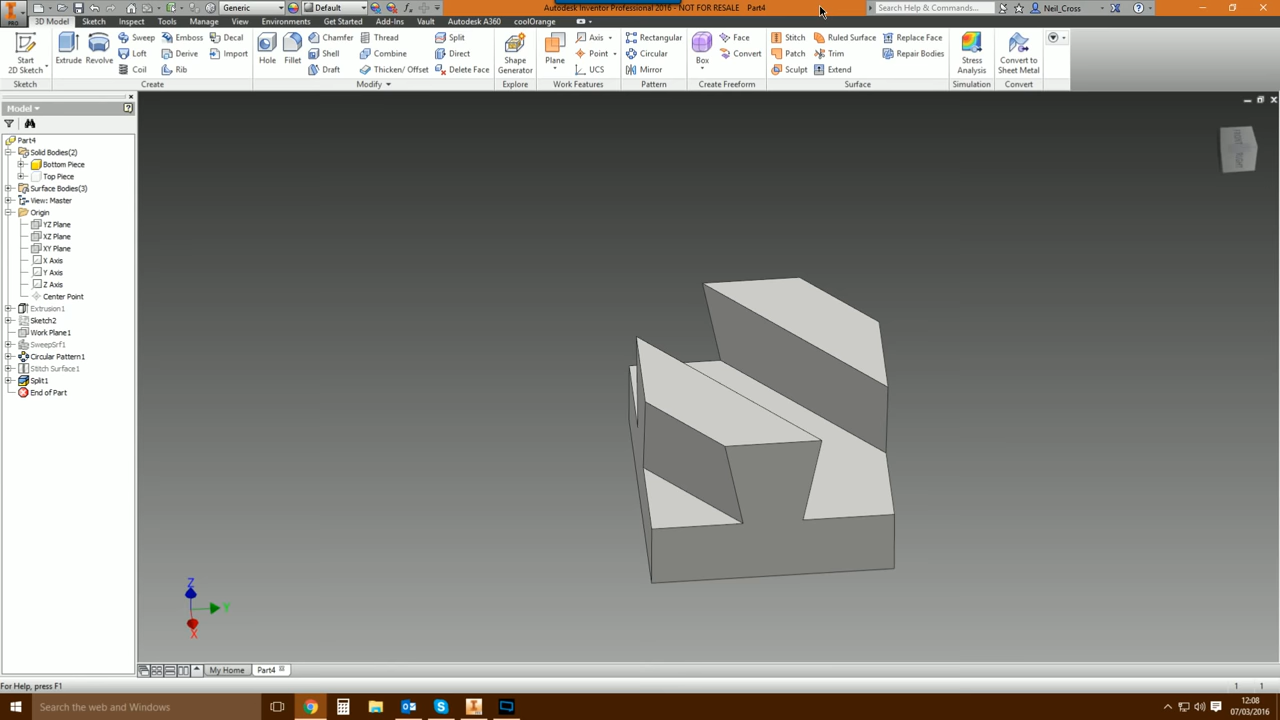 Generic Default Autodesk Inventor Professional 2016 - NOT FOR RESALE Part4 Search Help & Commands... Neil_Cross
PRO 3D Model Sketch Inspect Tools Manage View Environments Get Started Add-Ins Vault Autodesk A360 coolOrange
Start 2D Sketch
Extrude Revolve
Sweep Emboss Decal
Loft Derive Import
Coil Rib
Hole Fillet
Chamfer Thread Split
Shell Combine Direct
Draft Thicken/ Offset Delete Face
Shape Generator
Plane
Axis
Point
UCS
Rectangular
Circular
Mirror
Box
Face
Convert
Stitch Ruled Surface Replace Face
Patch Trim Repair Bodies
Sculpt Extend
Stress Analysis
Convert to Sheet Metal
Sketch Create Modify Explore Work Features Pattern Create Freeform Surface Simulation Convert
Model
Part4
Solid Bodies(2)
Bottom Piece
Top Piece
Surface Bodies(3)
View: Master
Origin
YZ Plane
XZ Plane
XY Plane
X Axis
Y Axis
Z Axis
Center Point
Extrusion1
Sketch2
Work Plane1
SweepSrf1
Circular Pattern1
Stitch Surface1
Split1
End of Part
Z
Y
X
My Home Part4
For Help, press F1 1 1
Search the web and Windows
12:08
07/03/2016